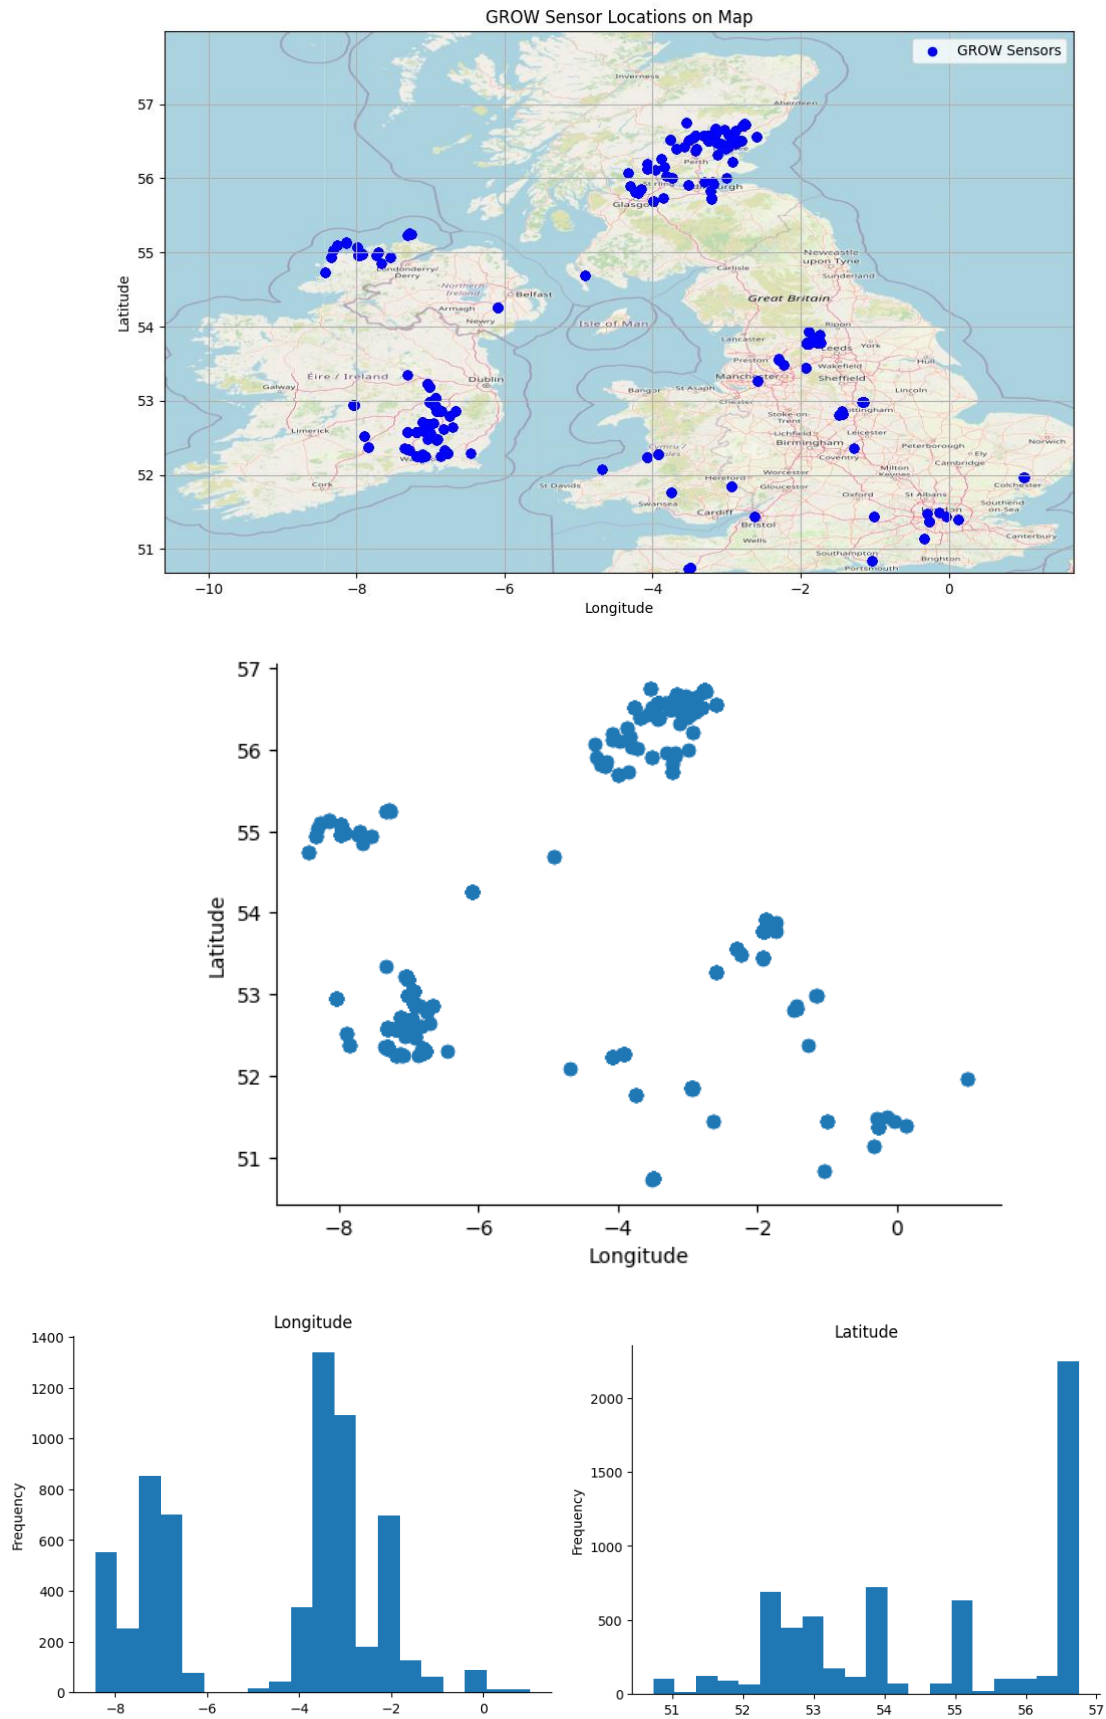 GROW Sensor Locations on Map
GROW Sensors
Inverness
Aberdeen
57
Perth
56
Glasgow
55
Londonderry/
Derry
Newcastle
upon Tyne
Carlisle
Sunderland
Northern
Ireland
Belfast
Great Britain
Armagh
Newry
Isle of Man
54
Ripon
Lancaster
Leeds
York
Preston
Wakefield
Hull
Manchester
Sheffield
Éire / Ireland
Dublin
Galway
Bangor
St Asaph
Lincoln
Chester
53
Stoke-on-
Trent
Nottingham
Limerick
Lichfield
Leicester
Birmingham
Peterborough
Norwich
Coventry
Ely
Cambridge
52
Milton
Keynes
Worcester
Hereford
Gloucester
St Davids
Cork
Swansea
Oxford
St Albans
Colchester
Southend
on-Sea
Cardiff
Bristol
Wells
Canterbury
51
Southampton
Brighton
Portsmouth
−10
−8
−6
−4
−2
0
Latitude
Longitude
57
56
55
54
53
52
51
Latitude
−8
−6
−4
−2
0
Longitude
Longitude
1400
1200
1000
800
600
400
200
0
Frequency
−8
−6
−4
−2
0
Latitude
2000
1500
1000
500
0
Frequency
51
52
53
54
55
56
57